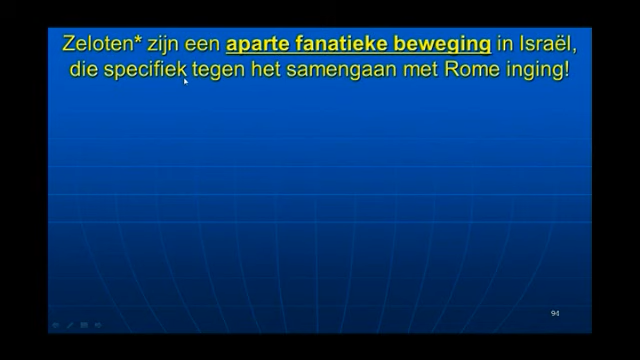 Zeloten* zijn een aparte fanatieke beweging in Israël,
die specifiek tegen het samengaan met Rome inging!
94